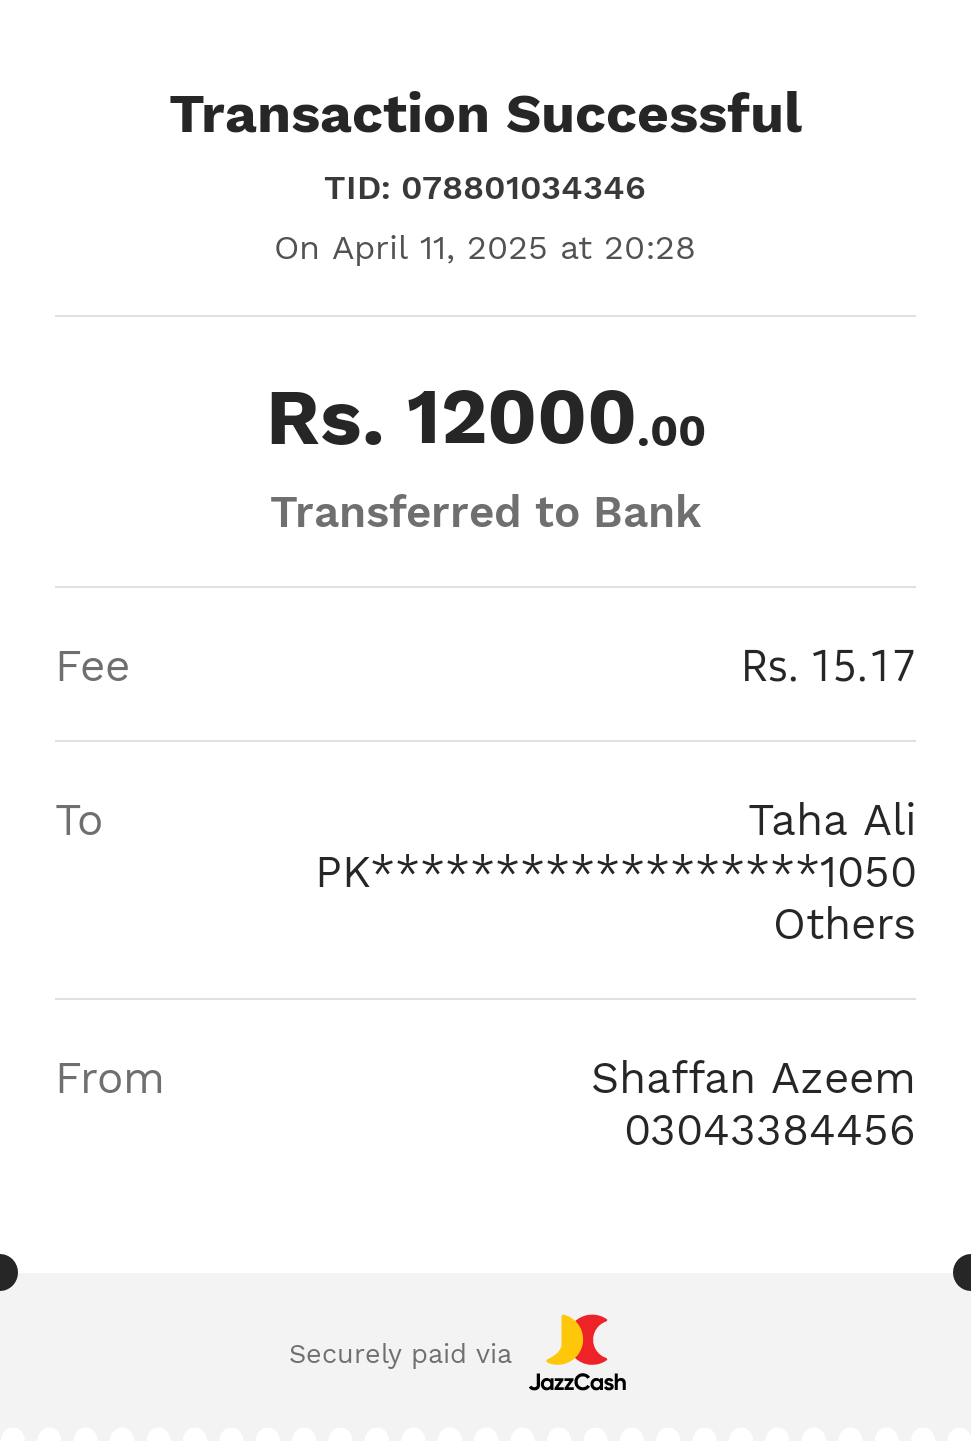 Transaction Successful
TID: 078801034346
On April 11, 2025 at 20:28
Rs. 12000.00
Transferred to Bank
Fee Rs. 15.17
To Taha Ali
PK******************1050
Others
From Shaffan Azeem
03043384456
Securely paid via JazzCash